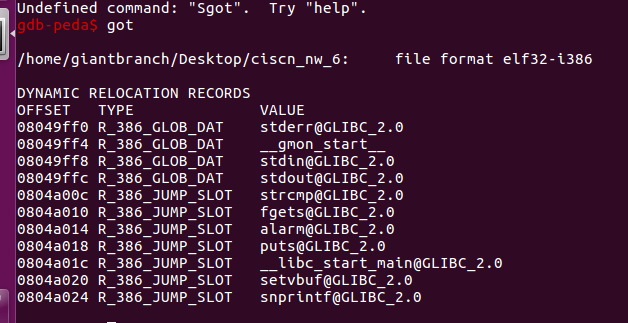 Undefined command: "Sgot".  Try "help".
gdb-peda$ got
/home/giantbranch/Desktop/ciscn_nw_6:     file format elf32-i386
DYNAMIC RELOCATION RECORDS
OFFSET   TYPE              VALUE
08049ff0 R_386_GLOB_DAT    stderr@GLIBC_2.0
08049ff4 R_386_GLOB_DAT    __gmon_start__
08049ff8 R_386_GLOB_DAT    stdin@GLIBC_2.0
08049ffc R_386_GLOB_DAT    stdout@GLIBC_2.0
0804a00c R_386_JUMP_SLOT   strcmp@GLIBC_2.0
0804a010 R_386_JUMP_SLOT   fgets@GLIBC_2.0
0804a014 R_386_JUMP_SLOT   alarm@GLIBC_2.0
0804a018 R_386_JUMP_SLOT   puts@GLIBC_2.0
0804a01c R_386_JUMP_SLOT   __libc_start_main@GLIBC_2.0
0804a020 R_386_JUMP_SLOT   setvbuf@GLIBC_2.0
0804a024 R_386_JUMP_SLOT   snprintf@GLIBC_2.0